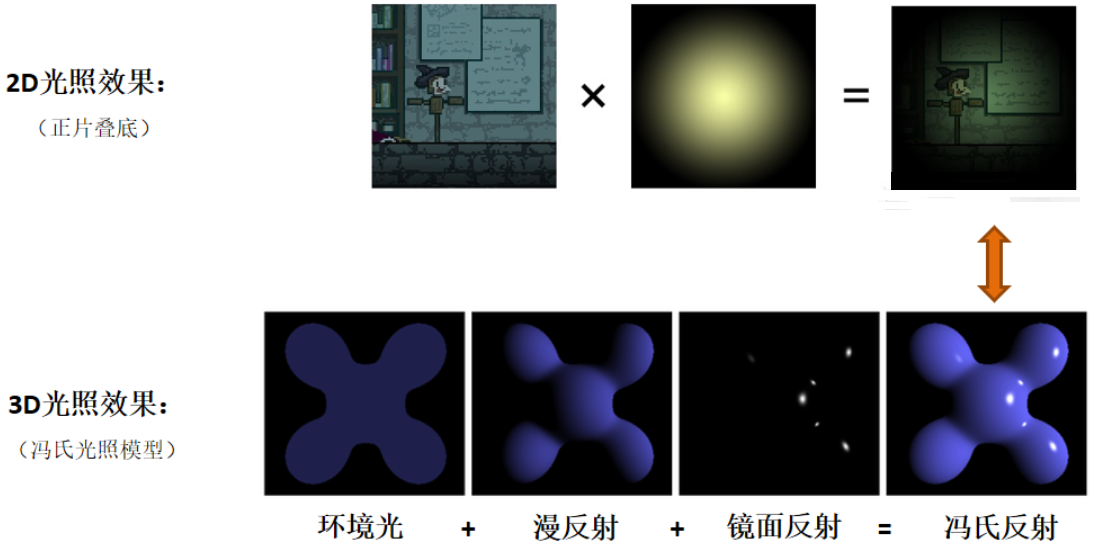 2D光照效果：
（正片叠底）
×
=
3D光照效果：
（冯氏光照模型）
环境光 + 漫反射 + 镜面反射 = 冯氏反射